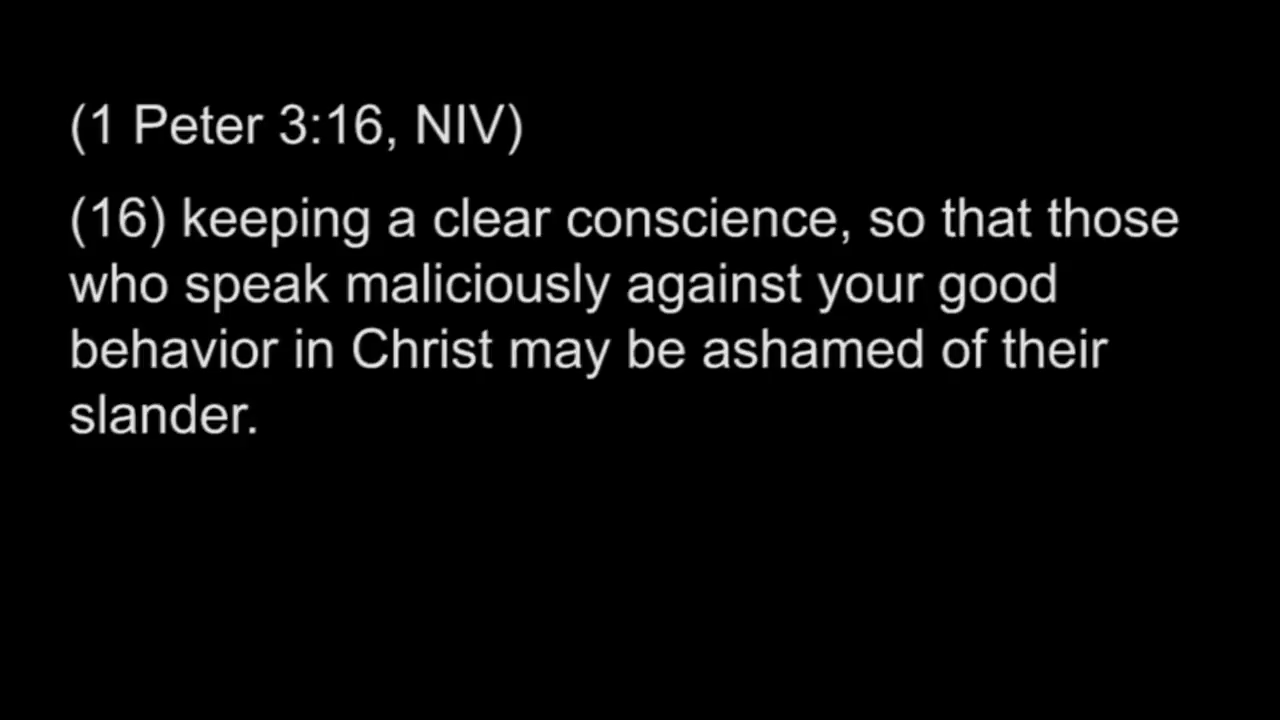 (1 Peter 3:16, NIV)
(16) keeping a clear conscience, so that those
who speak maliciously against your good
behavior in Christ may be ashamed of their
slander.